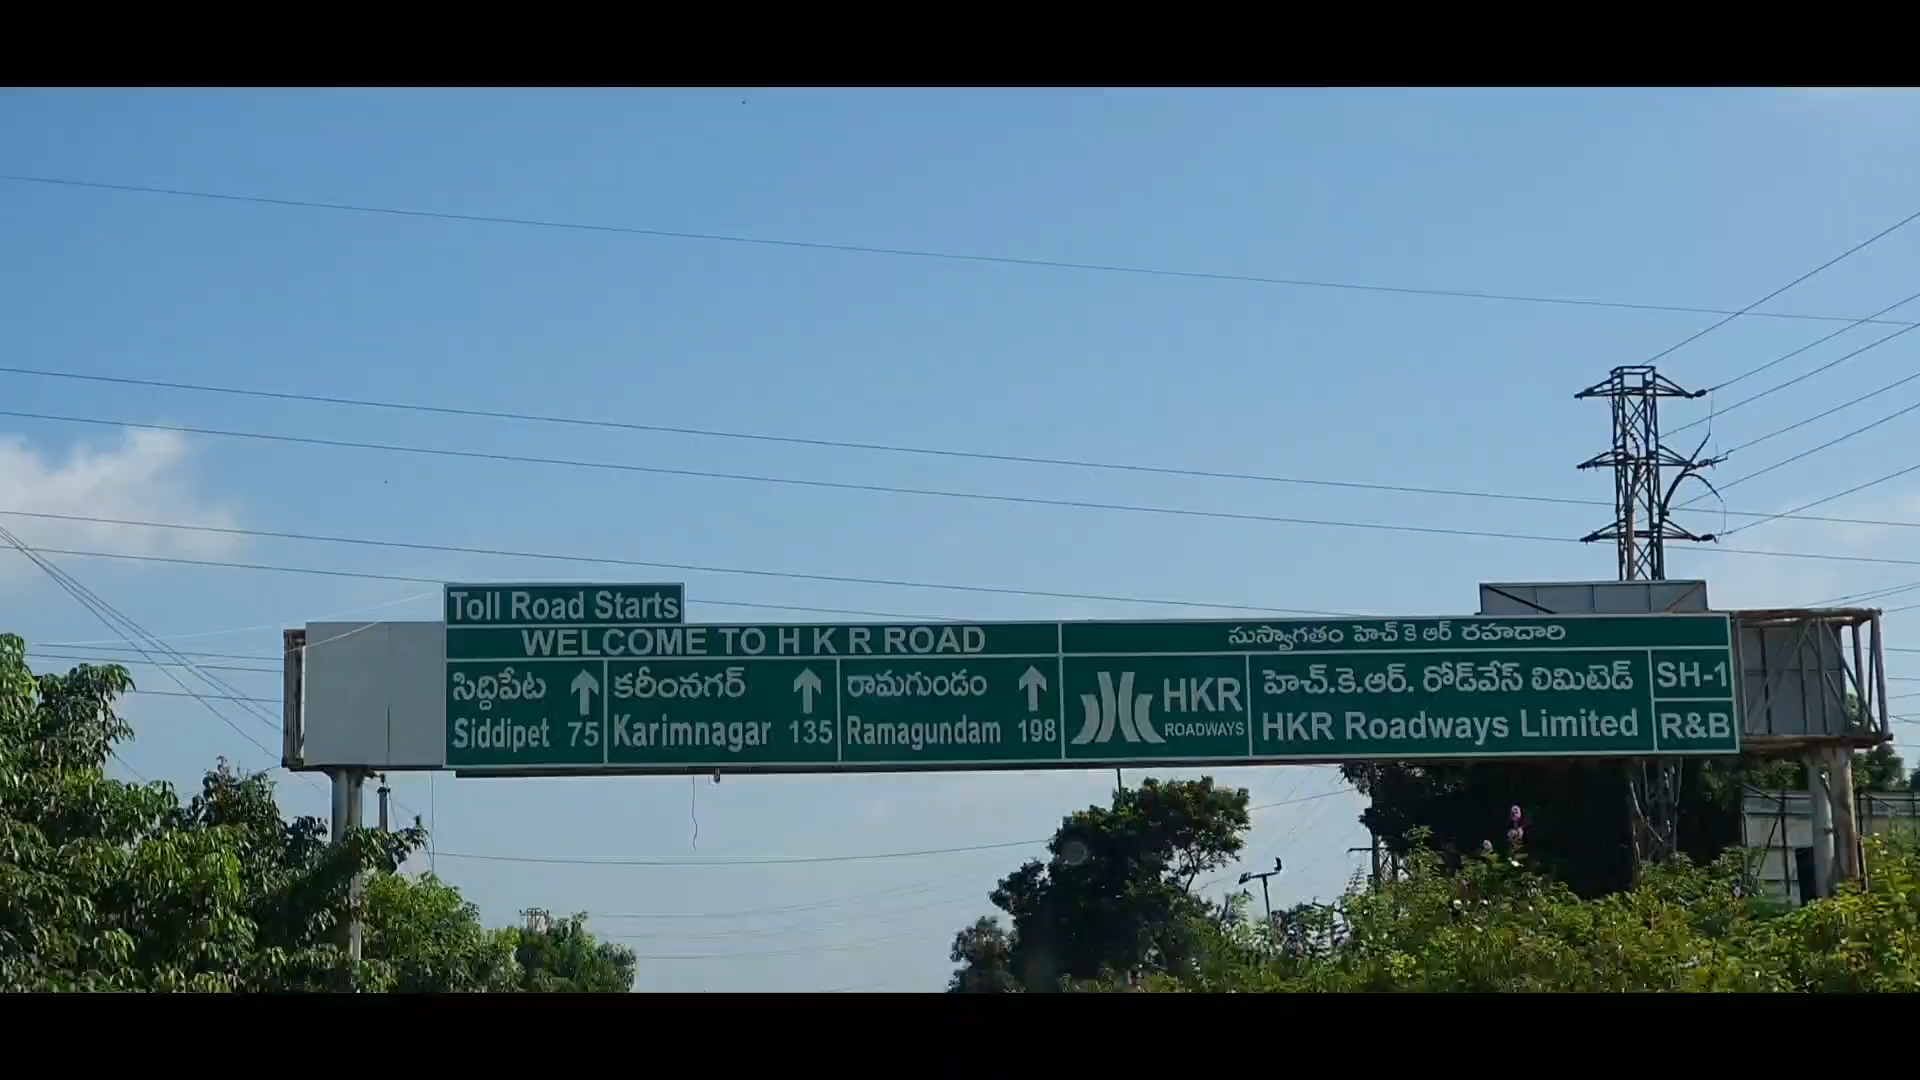 Toll Road Starts
WELCOME TO H K R ROAD
సుస్వాగతం హెచ్ కె ఆర్ రహదారి
సిద్దిపేట
Siddipet 75
కరీంనగర్
Karimnagar 135
రామగుండం
Ramagundam 198
HKR
ROADWAYS
హెచ్.కె.ఆర్. రోడ్‌వేస్ లిమిటెడ్
HKR Roadways Limited
SH-1
R&B